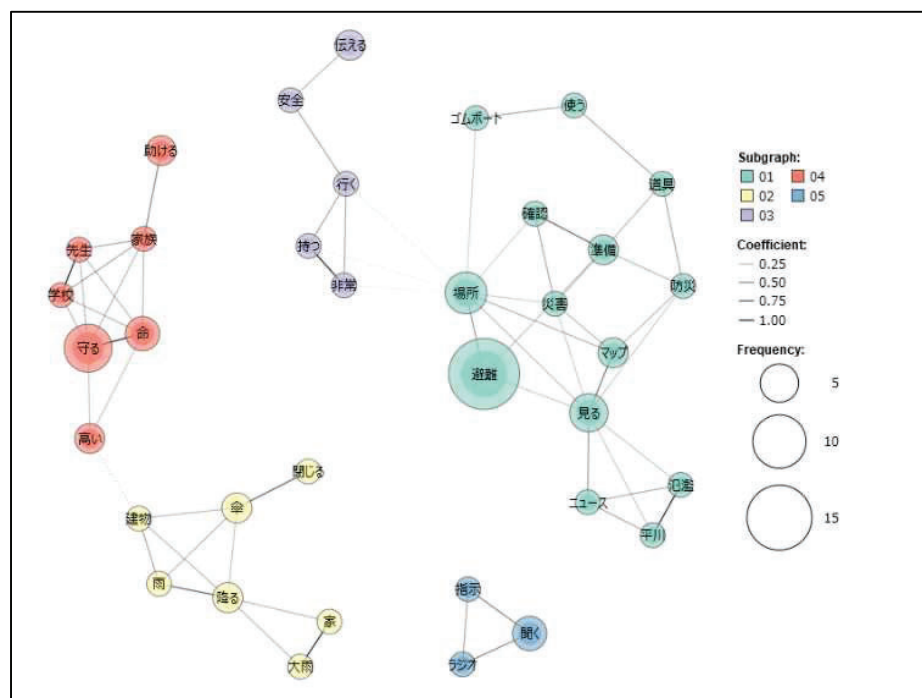 伝える
安全
ゴムボート
使う
助ける
行く
道具
確認
先生
家族
準備
持つ
学校
非常
場所
災害
防災
守る
命
マップ
避難
見る
高い
閉じる
ニュース
氾濫
建物
傘
平川
雨
降る
指示
家
聞く
大雨
ラジオ
Subgraph:
01 04
02 05
03
Coefficient:
0.25
0.50
0.75
1.00
Frequency:
5
10
15